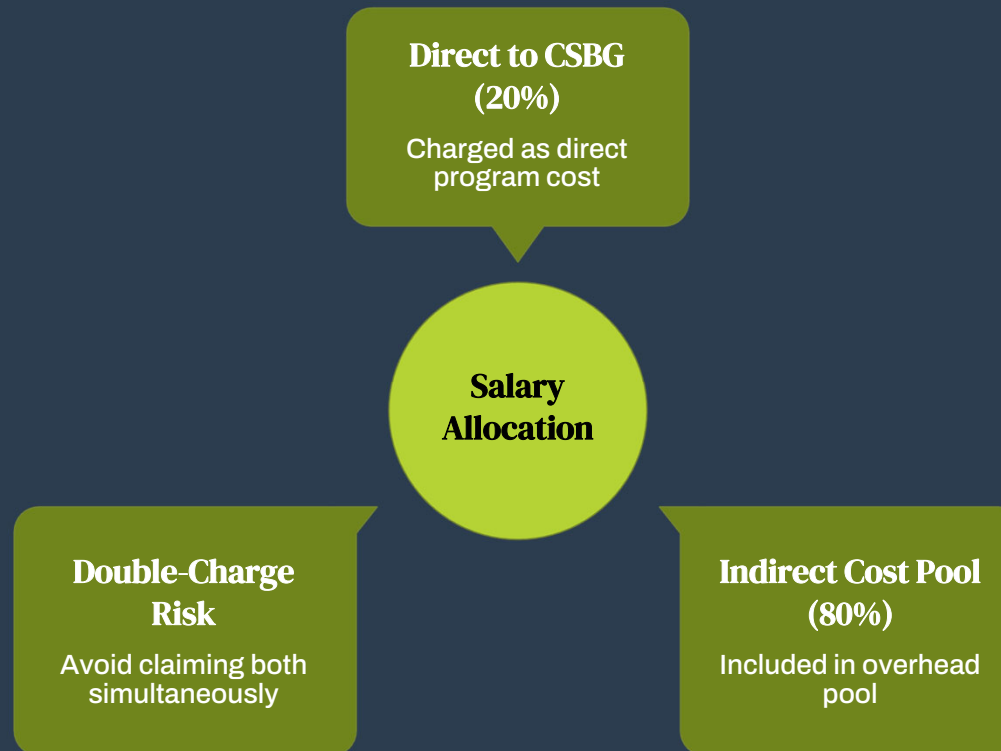 Direct to CSBG
(20%)
Charged as direct
program cost
Salary
Allocation
Double-Charge
Risk
Avoid claiming both
simultaneously
Indirect Cost Pool
(80%)
Included in overhead
pool